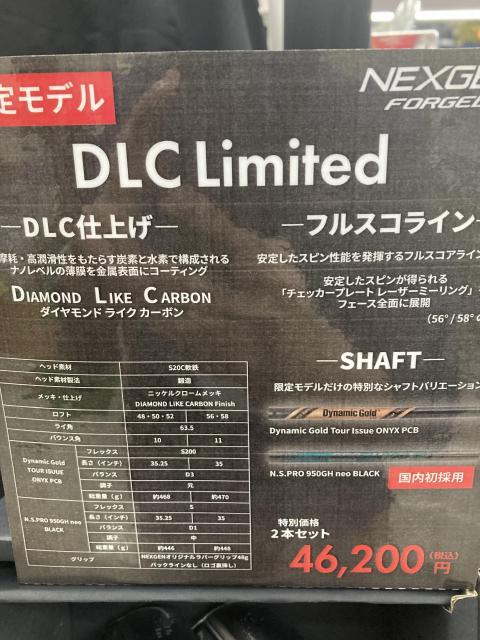 定モデル
NEXGE
FORGED
DLC Limited
―DLC仕上げ―
摩耗・高潤滑性をもたらす炭素と水素で構成される
ナノレベルの薄膜を金属表面にコーティング
DIAMOND LIKE CARBON
ダイヤモンド ライク カーボン
―フルスコライン―
安定したスピン性能を発揮するフルスコアライン
安定したスピンが得られる
「チェッカープレート レーザーミーリング」を
フェース全面に展開
(56° / 58° の
ヘッド素材 S20C軟鉄
ヘッド素材製法 鍛造
メッキ・仕上げ ニッケルクロームメッキ
DIAMOND LIKE CARBON Finish
ロフト 48・50・52 56・58
ライ角 63.5
バウンス角 10 11
Dynamic Gold
TOUR ISUUE
ONYX PCB
フレックス S200
長さ（インチ） 35.25 35
バランス D3
調子 元
総重量（g） 約468 約470
N.S.PRO 950GH neo
BLACK
フレックス S
長さ（インチ） 35.25 35
バランス D1
調子 中
総重量（g） 約446 約448
グリップ NEXGENオリジナルラバーグリップ48g
バックラインなし（ロゴ裏挿し）
―SHAFT―
限定モデルだけの特別なシャフトバリエーション
Dynamic Gold
Dynamic Gold Tour Issue ONYX PCB
N.S.PRO 950GH neo BLACK
国内初採用
特別価格
2本セット
46,200円（税込）